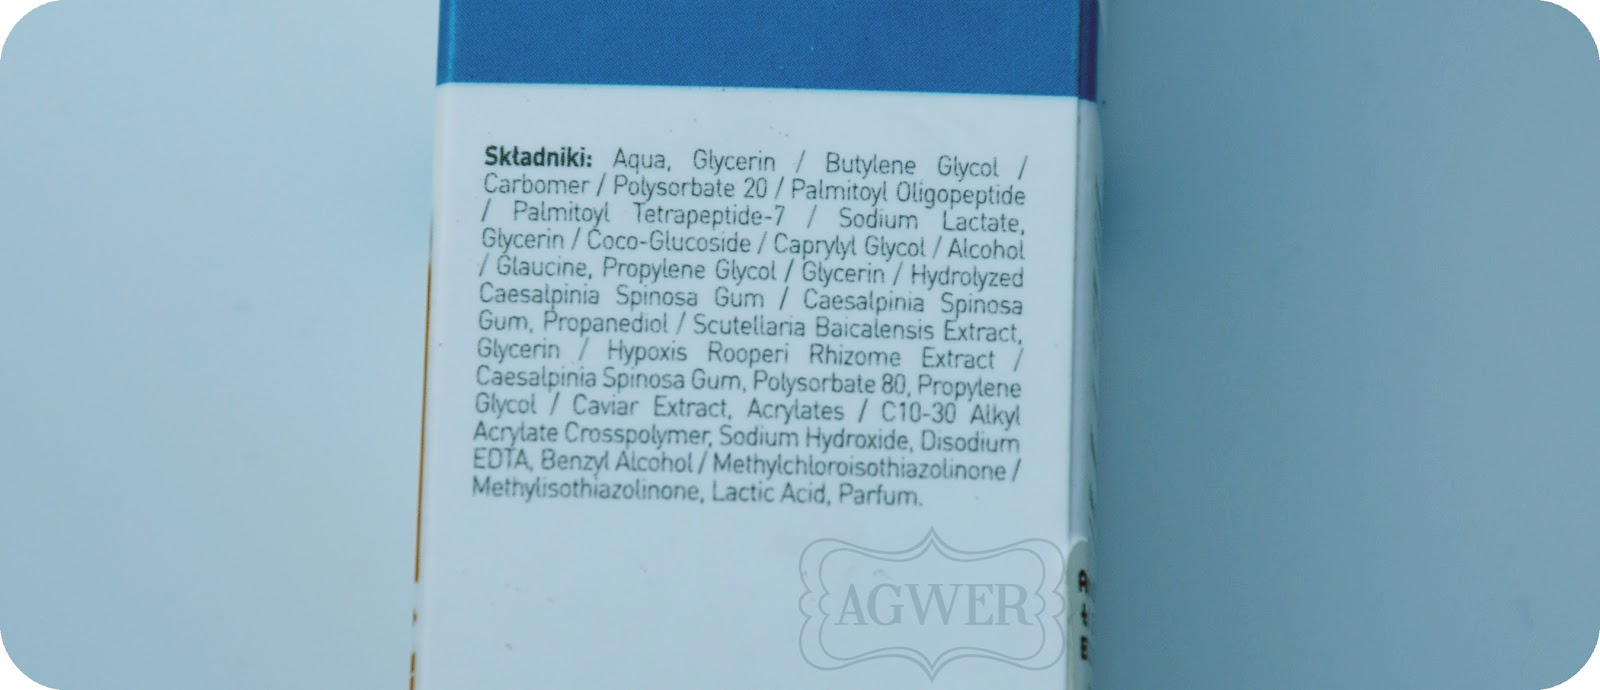 Składniki: Aqua, Glycerin / Butylene Glycol /
Carbomer / Polysorbate 20 / Palmitoyl Oligopeptide
/ Palmitoyl Tetrapeptide-7 / Sodium Lactate,
Glycerin / Coco-Glucoside / Caprylyl Glycol / Alcohol
/ Glaucine, Propylene Glycol / Glycerin / Hydrolyzed
Caesalpinia Spinosa Gum / Caesalpinia Spinosa
Gum, Propanediol / Scutellaria Baicalensis Extract,
Glycerin / Hypoxis Rooperi Rhizome Extract /
Caesalpinia Spinosa Gum, Polysorbate 80, Propylene
Glycol / Caviar Extract, Acrylates / C10-30 Alkyl
Acrylate Crosspolymer, Sodium Hydroxide, Disodium
EDTA, Benzyl Alcohol / Methylchloroisothiazolinone /
Methylisothiazolinone, Lactic Acid, Parfum.
AGWER